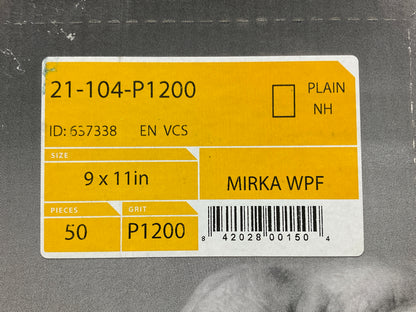 21-104-P1200
PLAIN
NH
ID: 637338 EN VCS
SIZE
9 x 11in
MIRKA WPF
PIECES
50
GRIT
P1200
8 42028 00150 4